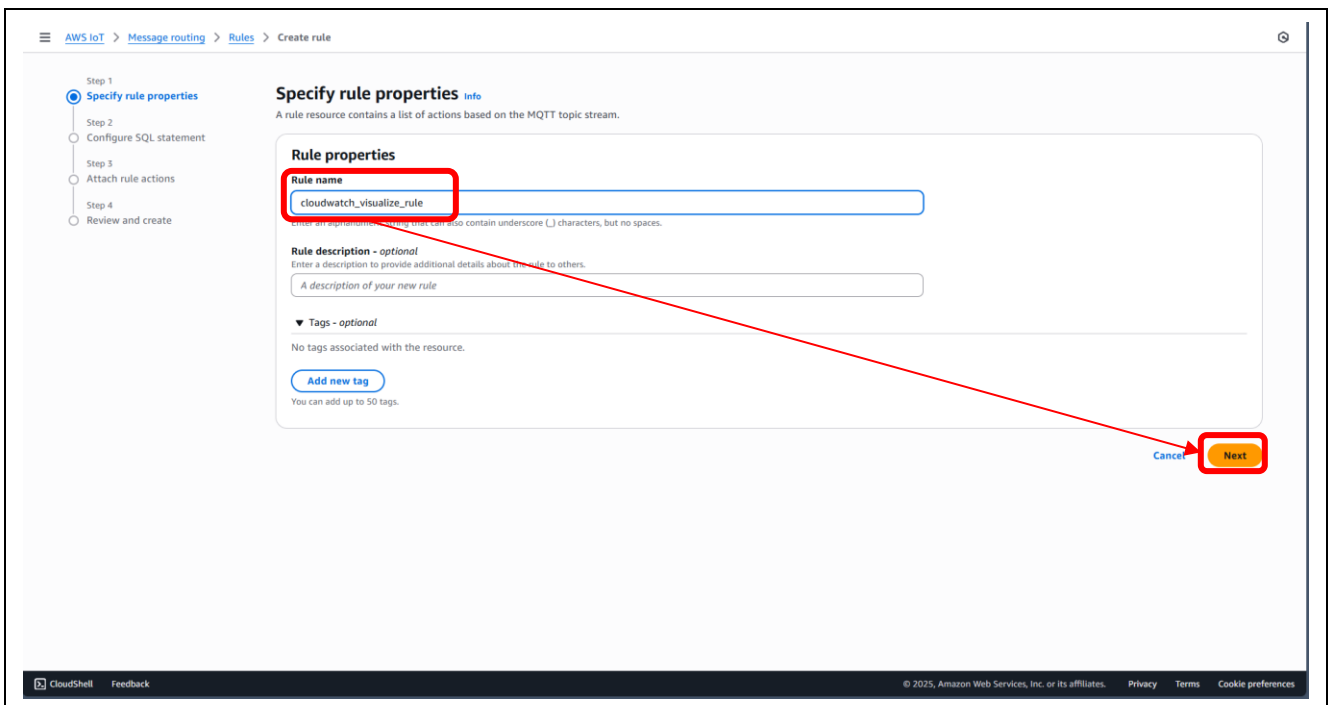 AWS IoT > Message routing > Rules > Create rule
Step 1
Specify rule properties
Step 2
Configure SQL statement
Step 3
Attach rule actions
Step 4
Review and create
Specify rule properties Info
A rule resource contains a list of actions based on the MQTT topic stream.
Rule properties
Rule name
cloudwatch_visualize_rule
Enter an alphanumeric string that can also contain underscore (_) characters, but no spaces.
Rule description - optional
Enter a description to provide additional details about the rule to others.
A description of your new rule
▼ Tags - optional
No tags associated with the resource.
Add new tag
You can add up to 50 tags.
Cancel Next
CloudShell Feedback © 2025, Amazon Web Services, Inc. or its affiliates. Privacy Terms Cookie preferences